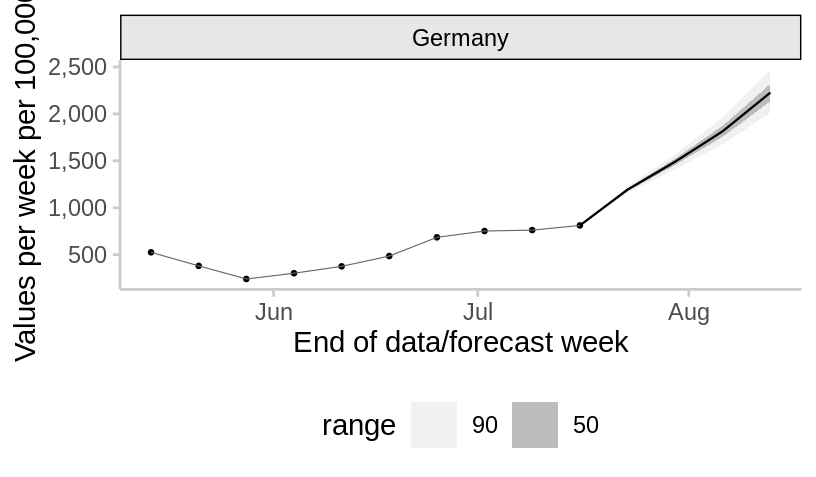 Germany
Values per week per 100,000
2,500
2,000
1,500
1,000
500
Jun
Jul
Aug
End of data/forecast week
range
90
50